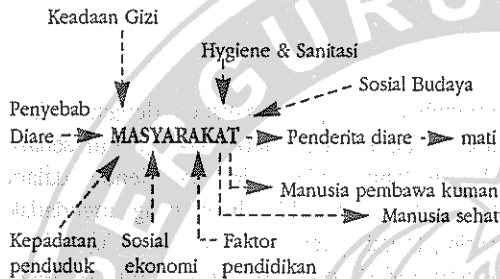 Keadaan Gizi
Hygiene & Sanitasi
Sosial Budaya
Penyebab
Diare MASYARAKAT Penderita diare mati
Manusia pembawa kuman
Manusia sehat
Kepadatan Sosial Faktor
penduduk ekonomi pendidikan